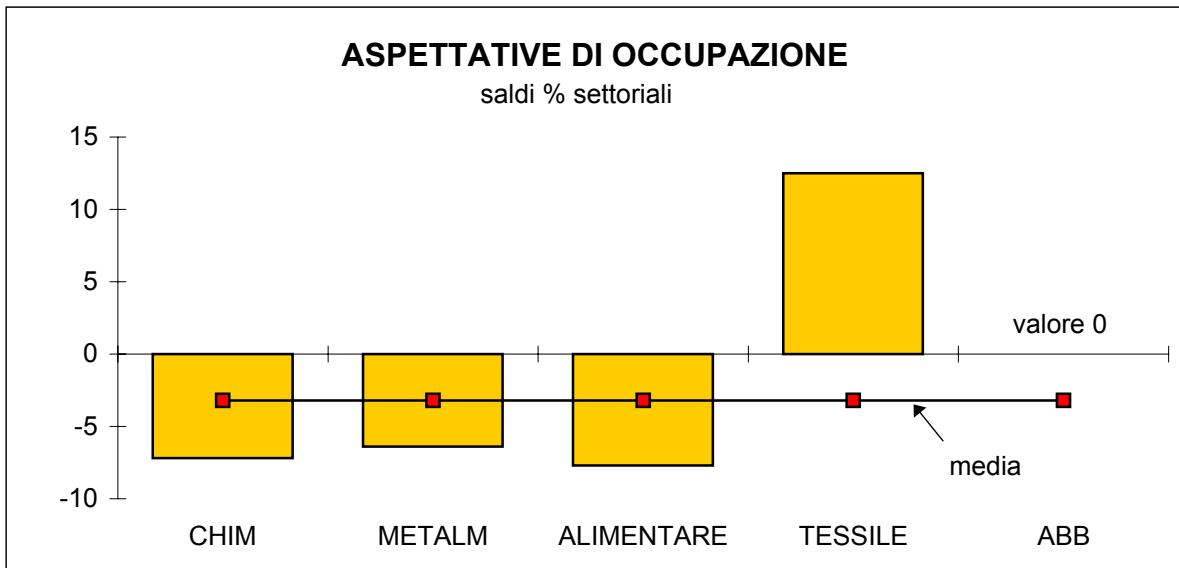 ASPETTATIVE DI OCCUPAZIONE
saldi % settoriali
15
10
5
0
-5
-10
valore 0
media
CHIM METALM ALIMENTARE TESSILE ABB